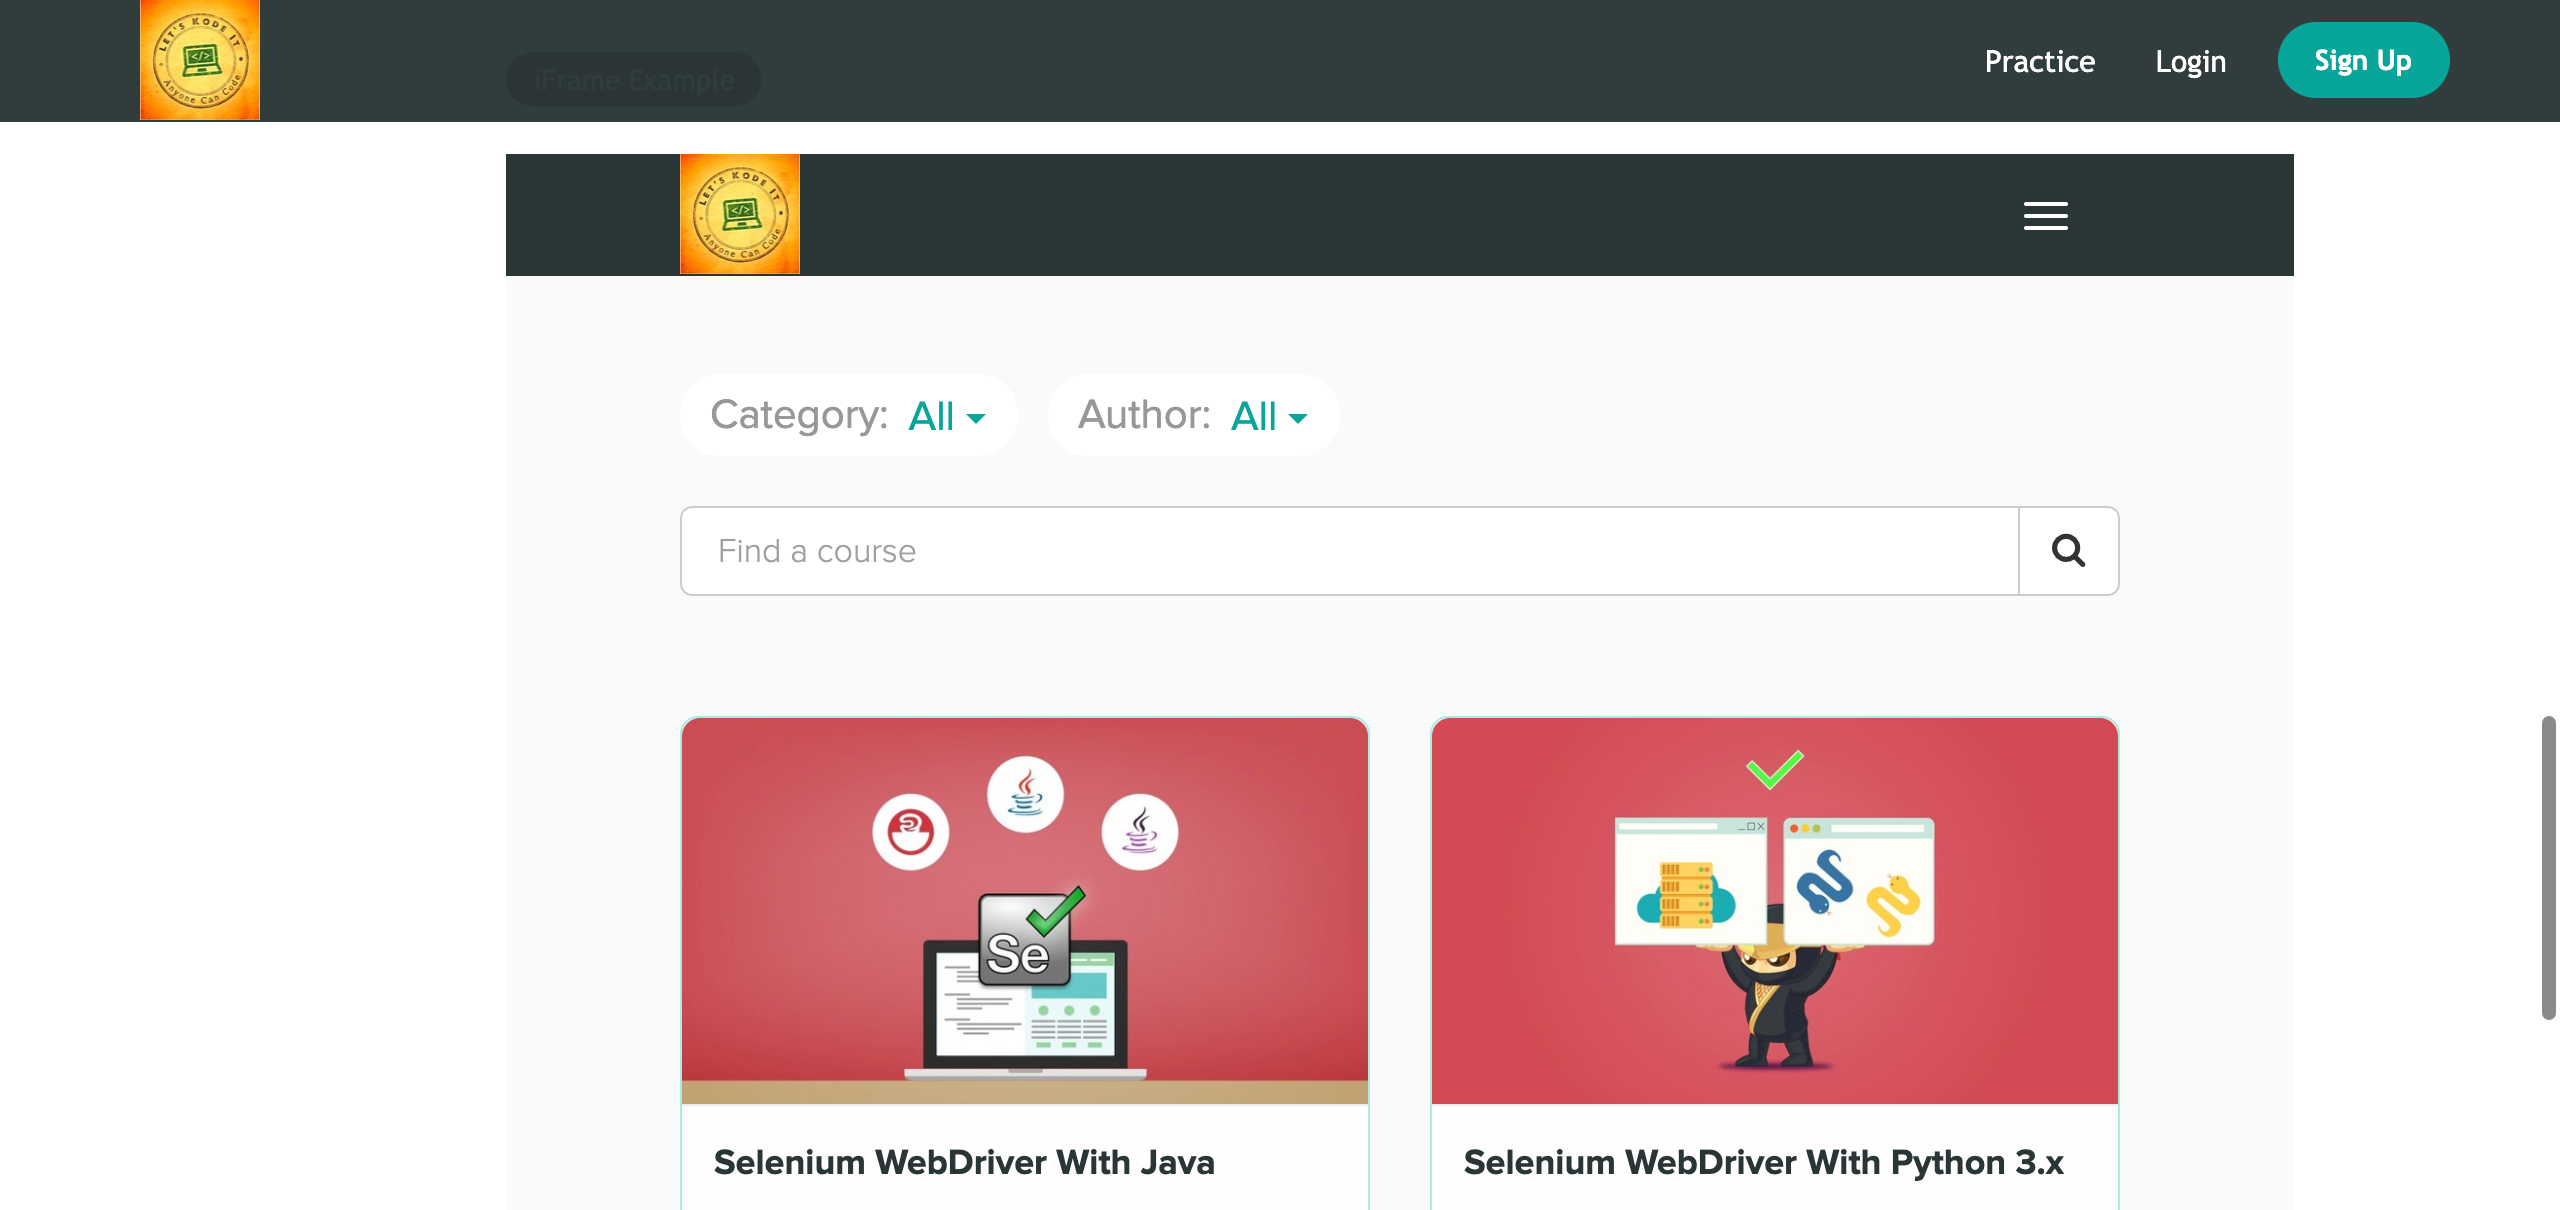 LET'S KODE IT
Anyone Can Code
iFrame Example
Practice
Login
Sign Up
LET'S KODE IT
Anyone Can Code
Category: All
Author: All
Find a course
Se
Selenium WebDriver With Java
Selenium WebDriver With Python 3.x